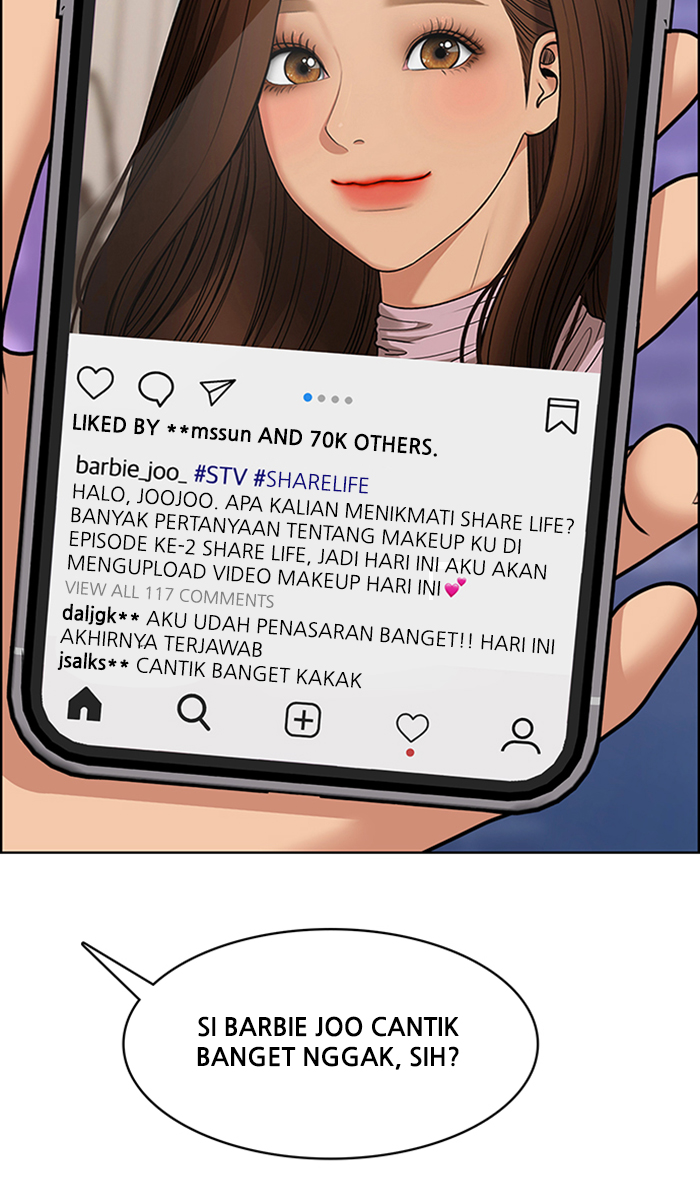 LIKED BY **mssun AND 70K OTHERS.
barbie_joo_ #STV #SHARELIFE
HALO, JOOJOO. APA KALIAN MENIKMATI SHARE LIFE?
BANYAK PERTANYAAN TENTANG MAKEUP KU DI
EPISODE KE-2 SHARE LIFE, JADI HARI INI AKU AKAN
MENGUPLOAD VIDEO MAKEUP HARI INI💕
VIEW ALL 117 COMMENTS
daljgk** AKU UDAH PENASARAN BANGET!! HARI INI
AKHIRNYA TERJAWAB
jsalks** CANTIK BANGET KAKAK
SI BARBIE JOO CANTIK
BANGET NGGAK, SIH?